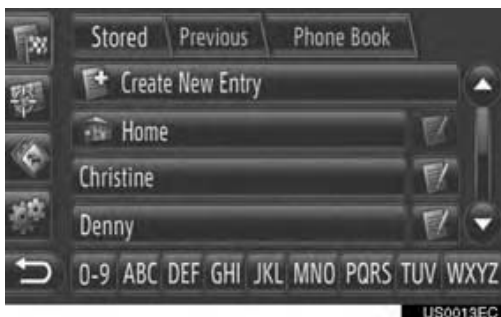 Stored Previous Phone Book
Create New Entry
Home
Christine
Denny
0-9 ABC DEF GHI JKL MNO PQRS TUV WXYZ
US0013EC